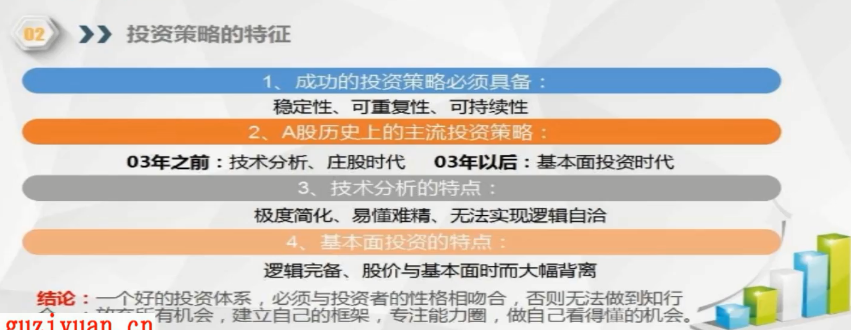 02 投资策略的特征
1、成功的投资策略必须具备：
稳定性、可重复性、可持续性
2、A股历史上的主流投资策略：
03年之前：技术分析、庄股时代 03年以后：基本面投资时代
3、技术分析的特点：
极度简化、易懂难精、无法实现逻辑自洽
4、基本面投资的特点：
逻辑完备、股价与基本面时而大幅背离
结论：一个好的投资体系，必须与投资者的性格相吻合，否则无法做到知行
所有机会，建立自己的框架，专注能力圈，做自己看得懂的机会。
guziyuan.cn